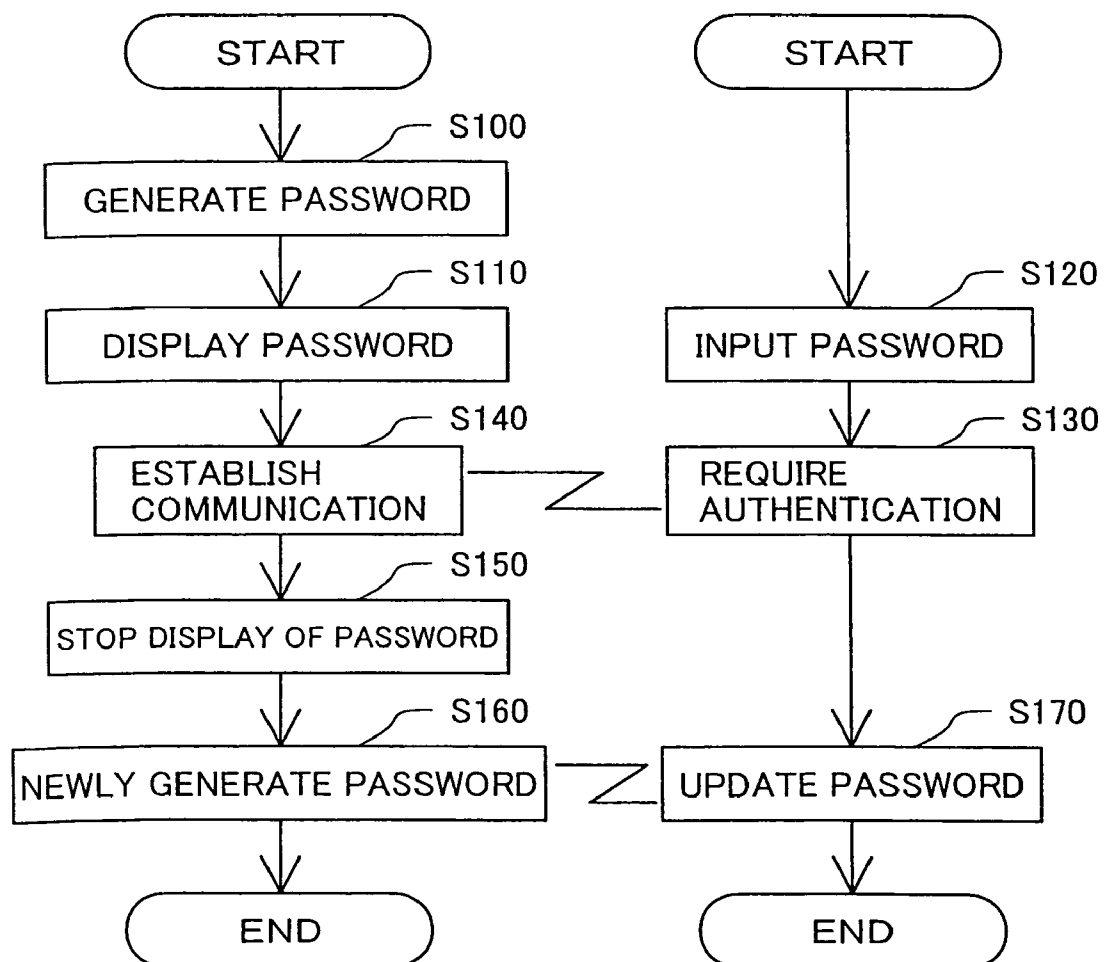 START
S100
GENERATE PASSWORD
S110
DISPLAY PASSWORD
S140
ESTABLISH
COMMUNICATION
S150
STOP DISPLAY OF PASSWORD
S160
NEWLY GENERATE PASSWORD
END
START
S120
INPUT PASSWORD
S130
REQUIRE
AUTHENTICATION
S170
UPDATE PASSWORD
END